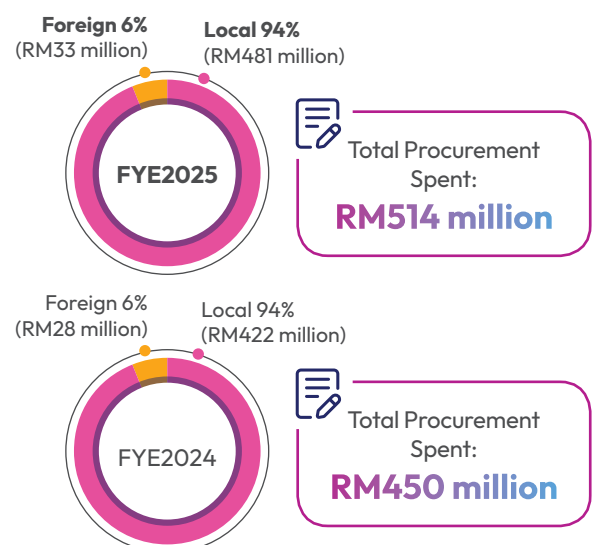 Foreign 6%
(RM33 million)
Local 94%
(RM481 million)
FYE2025
Total Procurement
Spent:
RM514 million
Foreign 6%
(RM28 million)
Local 94%
(RM422 million)
FYE2024
Total Procurement
Spent:
RM450 million